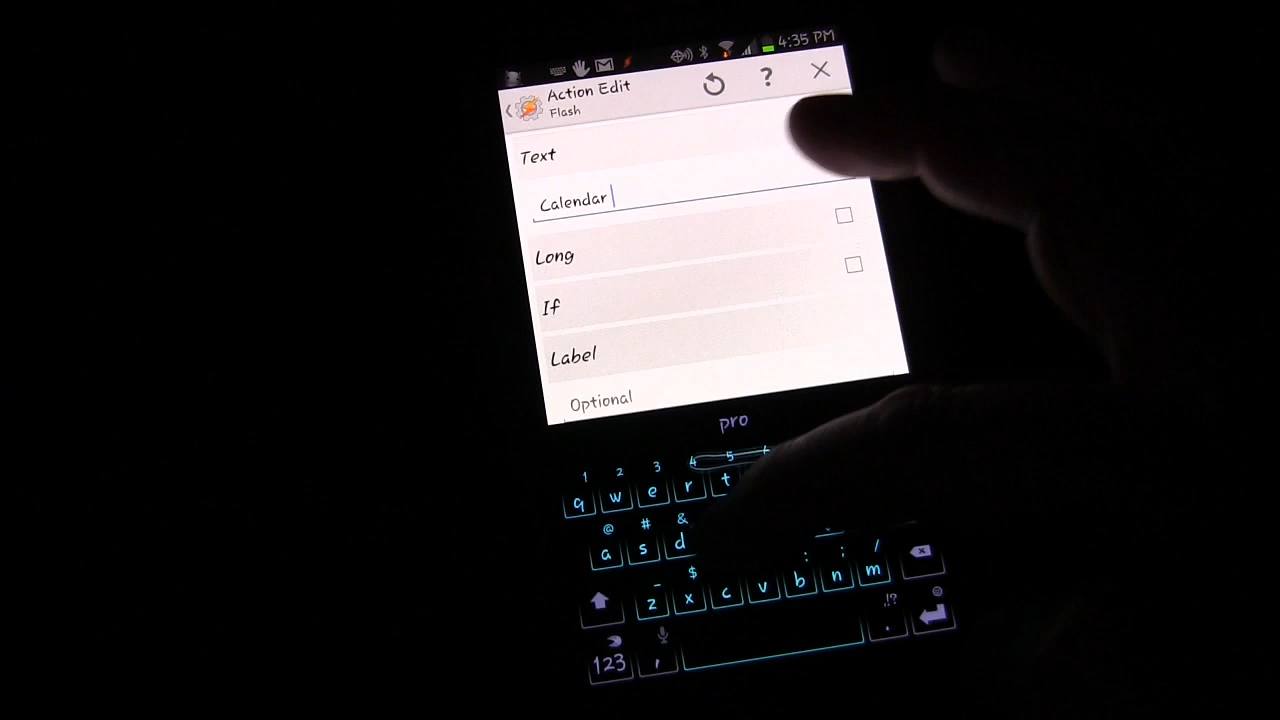 4:35 PM
Action Edit
?
Flash
Text
Calendar
Long
If
Label
Optional
pro
1 2 3 4 5
q w e r t
@ # &
a s d
- $ : ; /
z x c v b n m
,!?
123 , .